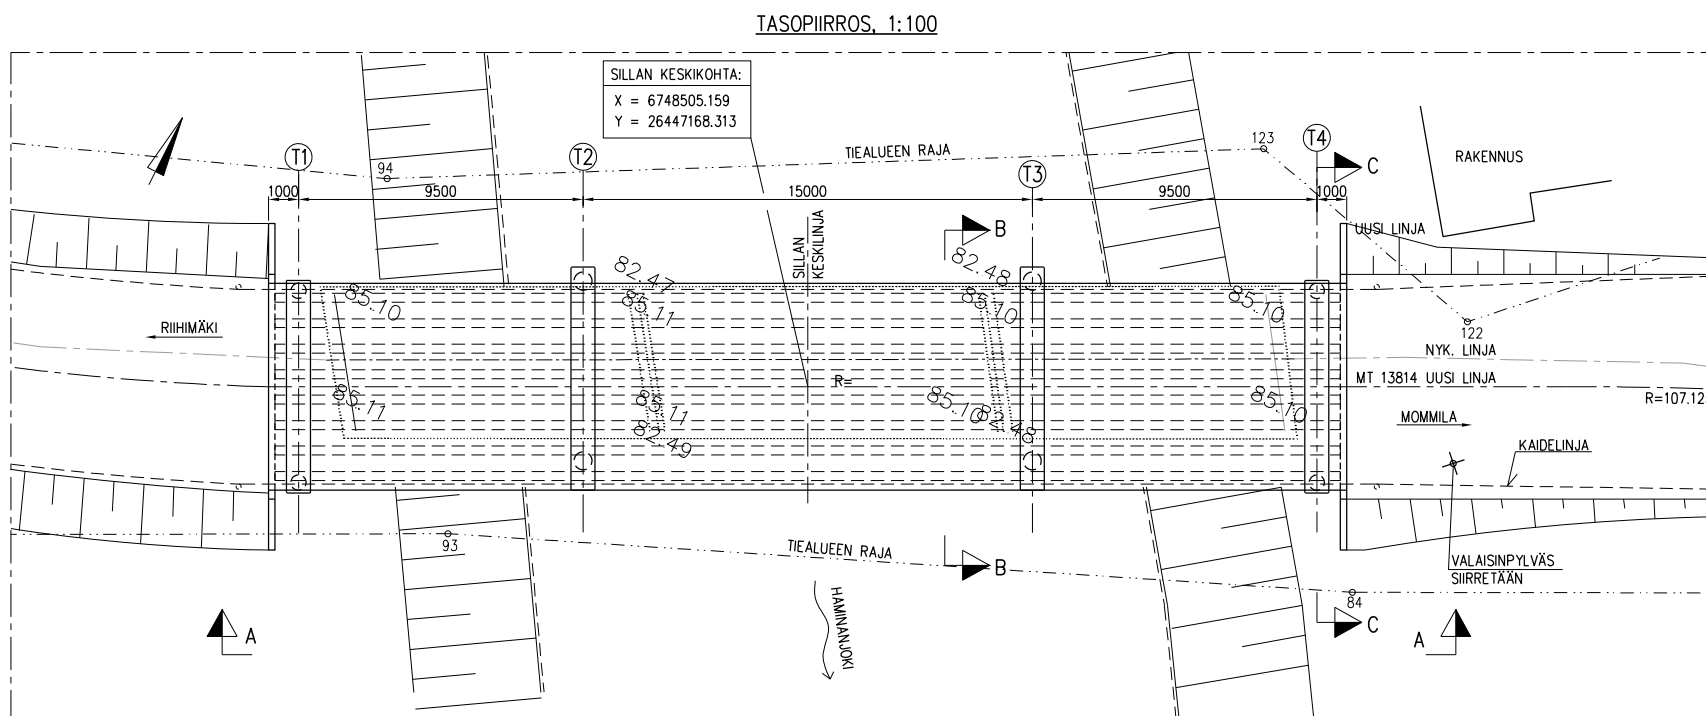 TASOPIIRROS, 1:100
SILLAN KESKIKOHTA:
X = 6748505.159
Y = 26447168.313
T1
T2
T3
T4
94
123
TIEALUEEN RAJA
RAKENNUS
C
1000
9500
15000
9500
1000
B
SILLAN
KESKILINJA
UUSI LINJA
82.47
82.48
85.10
85.11
85.10
85.10
RIIHIMÄKI
122
NYK. LINJA
R=
MT 13814 UUSI LINJA
R=107.12
85.11
85.11
85.10
82.48
85.10
82.49
MOMMILA
KAIDELINJA
93
TIEALUEEN RAJA
B
VALAISINPYLVÄS
SIIRRETÄÄN
84
HAMINANJOKI
A
C
A